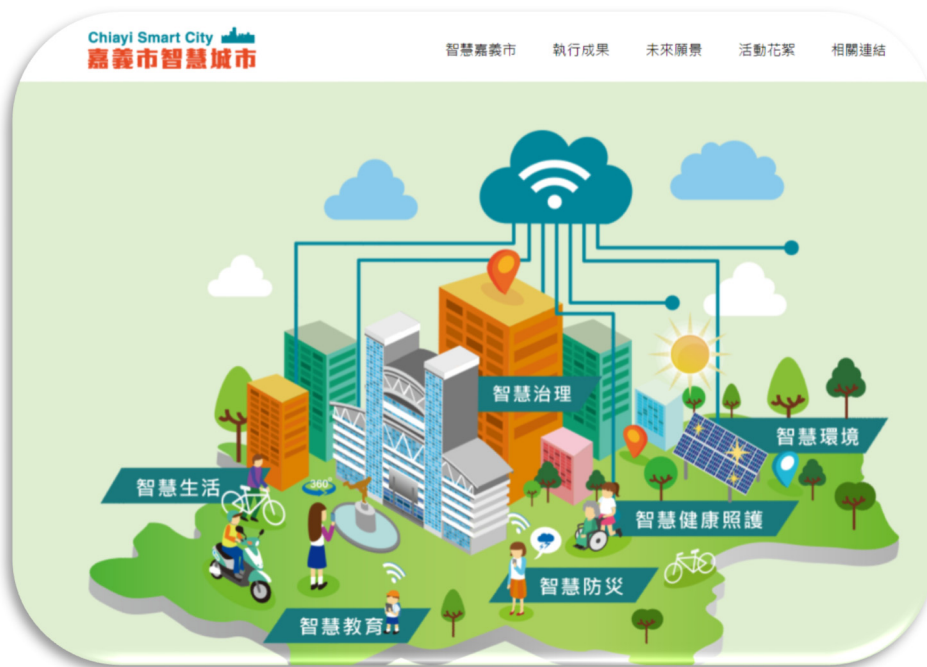 Chiayi Smart City
嘉義市智慧城市
智慧嘉義市 執行成果 未來願景 活動花絮 相關連結
智慧治理
智慧環境
智慧生活
360°
智慧健康照護
智慧防災
智慧教育